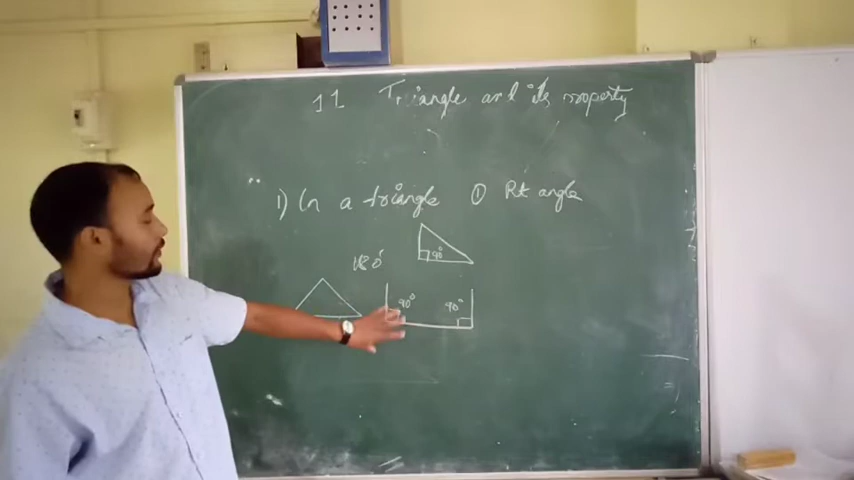 11 Triangle and its property
1) In a triangle ① Rt angle
90°
180°
90° 90°